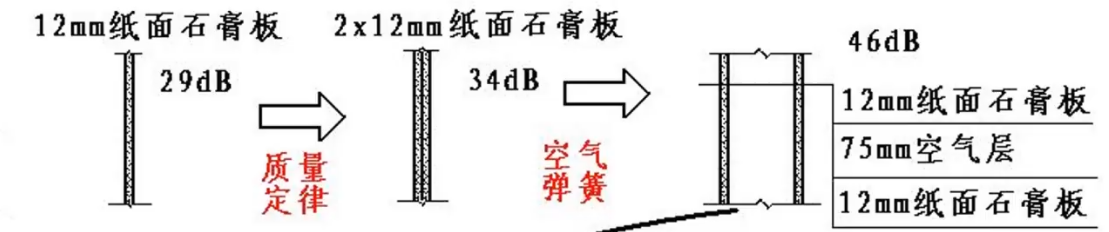 12mm纸面石膏板
29dB
质量
定律
2x12mm纸面石膏板
34dB
空气
弹簧
46dB
12mm纸面石膏板
75mm空气层
12mm纸面石膏板